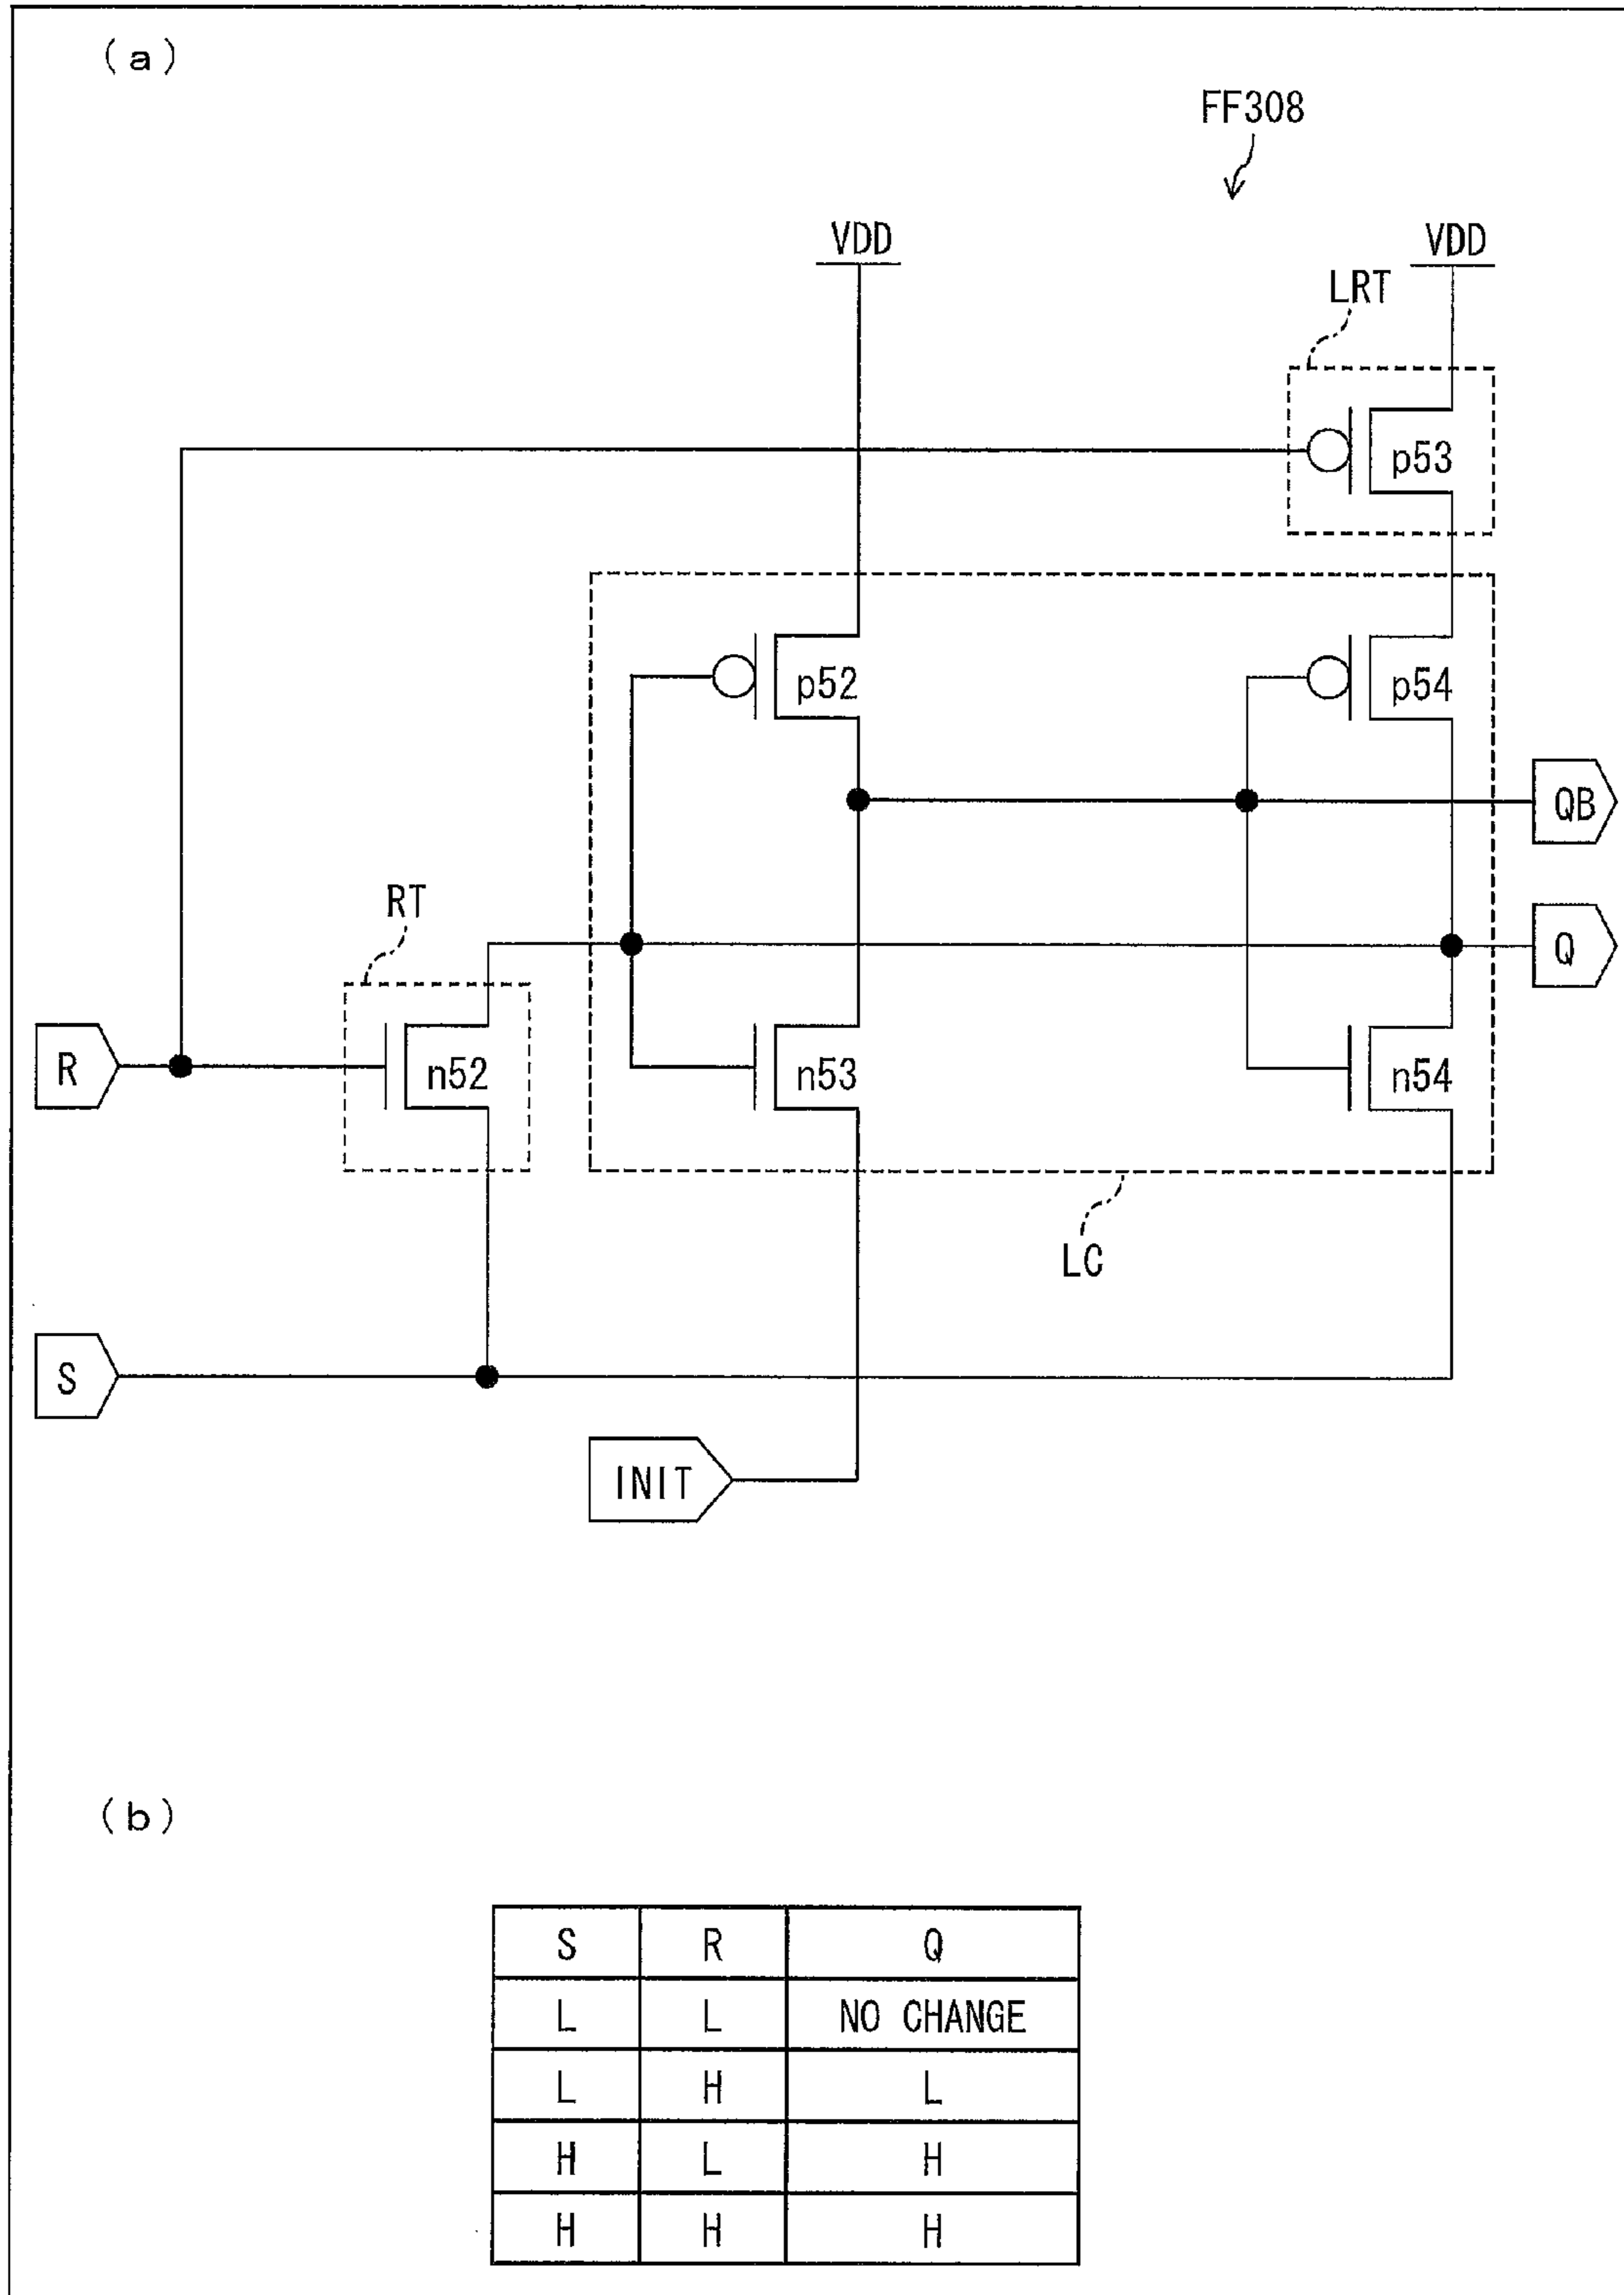 (a)
FF308
VDD VDD
LRT
p53
p52 p54
QB
RT
Q
R n52 n53 n54
LC
S
INIT
(b)
S R Q
L L NO CHANGE
L H L
H L H
H H H